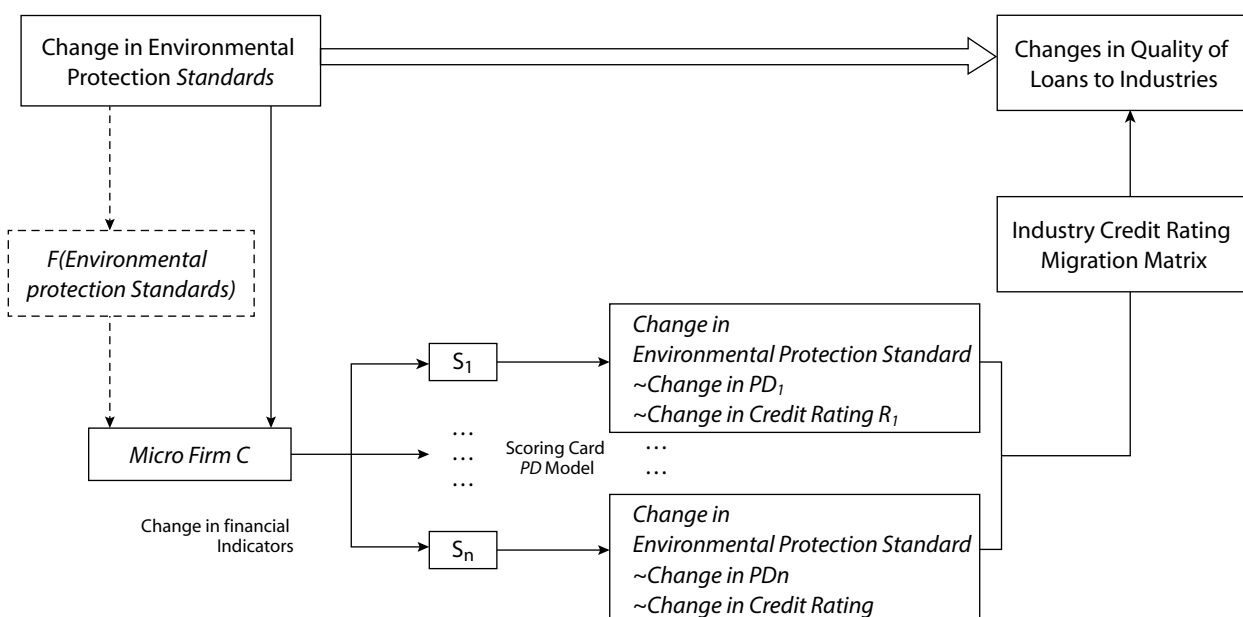 Change in Environmental
Protection Standards
Changes in Quality of
Loans to Industries
Industry Credit Rating
Migration Matrix
F(Environmental
protection Standards)
Change in
Environmental Protection Standard
~Change in PD₁
~Change in Credit Rating R₁
S₁
Micro Firm C
...
...
...
Scoring Card
PD Model
...
...
Change in financial
Indicators
Sₙ
Change in
Environmental Protection Standard
~Change in PDn
~Change in Credit Rating